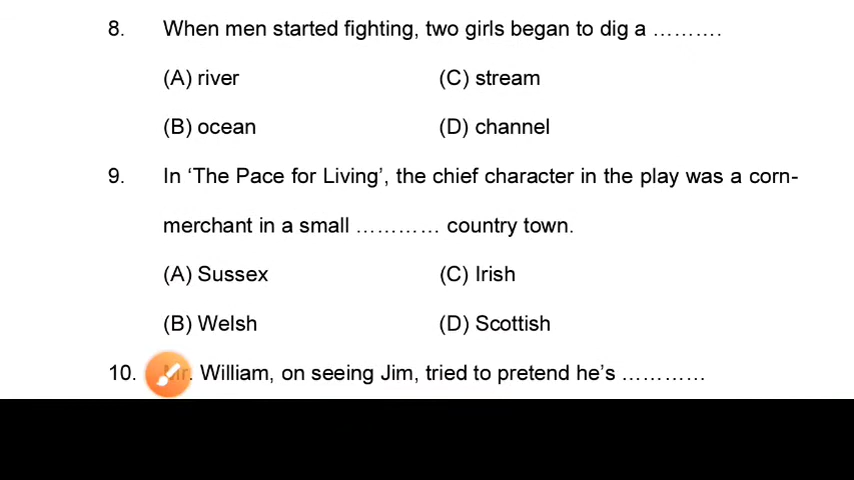 8. When men started fighting, two girls began to dig a ……….
(A) river (C) stream
(B) ocean (D) channel
9. In ‘The Pace for Living’, the chief character in the play was a corn-
merchant in a small ………… country town.
(A) Sussex (C) Irish
(B) Welsh (D) Scottish
10. Mr. William, on seeing Jim, tried to pretend he’s …………